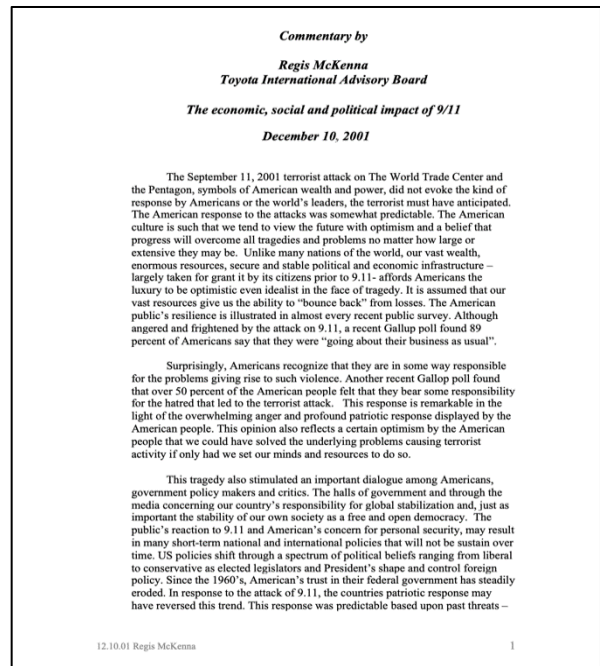 Commentary by
Regis McKenna
Toyota International Advisory Board
The economic, social and political impact of 9/11
December 10, 2001
The September 11, 2001 terrorist attack on The World Trade Center and
the Pentagon, symbols of American wealth and power, did not evoke the kind of
response by Americans or the world's leaders, the terrorist must have anticipated.
The American response to the attacks was somewhat predictable. The American
culture is such that we tend to view the future with optimism and a belief that
progress will overcome all tragedies and problems no matter how large or
extensive they may be. Unlike many nations of the world, our vast wealth,
enormous resources, secure and stable political and economic infrastructure –
largely taken for grant it by its citizens prior to 9.11- affords Americans the
luxury to be optimistic even idealist in the face of tragedy. It is assumed that our
vast resources give us the ability to "bounce back" from losses. The American
public's resilience is illustrated in almost every recent public survey. Although
angered and frightened by the attack on 9.11, a recent Gallup poll found 89
percent of Americans say that they were "going about their business as usual".
Surprisingly, Americans recognize that they are in some way responsible
for the problems giving rise to such violence. Another recent Gallop poll found
that over 50 percent of the American people felt that they bear some responsibility
for the hatred that led to the terrorist attack. This response is remarkable in the
light of the overwhelming anger and profound patriotic response displayed by the
American people. This opinion also reflects a certain optimism by the American
people that we could have solved the underlying problems causing terrorist
activity if only had we set our minds and resources to do so.
This tragedy also stimulated an important dialogue among Americans,
government policy makers and critics. The halls of government and through the
media concerning our country's responsibility for global stabilization and, just as
important the stability of our own society as a free and open democracy. The
public's reaction to 9.11 and American's concern for personal security, may result
in many short-term national and international policies that will not be sustain over
time. US policies shift through a spectrum of political beliefs ranging from liberal
to conservative as elected legislators and President's shape and control foreign
policy. Since the 1960's, American's trust in their federal government has steadily
eroded. In response to the attack of 9.11, the countries patriotic response may
have reversed this trend. This response was predictable based upon past threats –
12.10.01 Regis McKenna 1